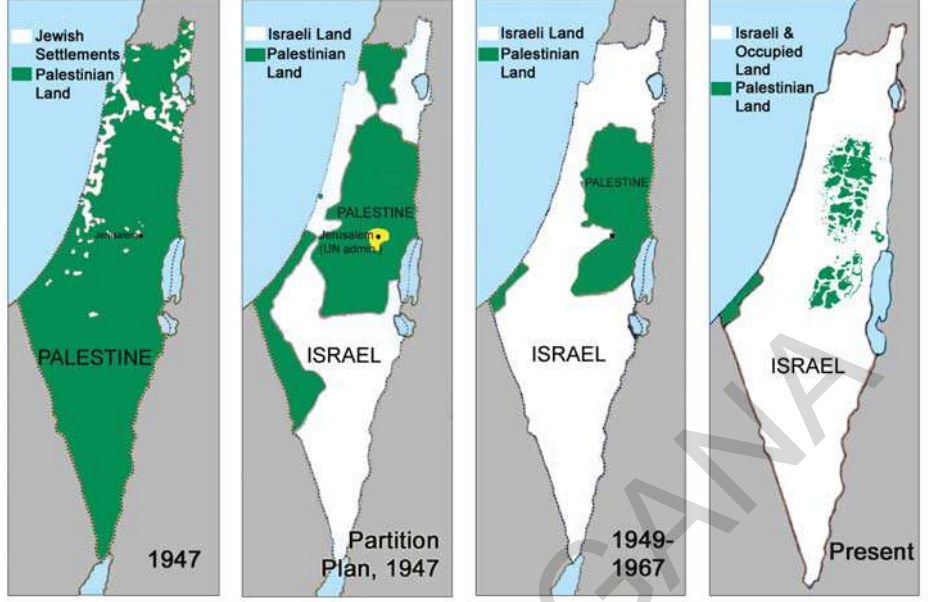 Jewish
Settlements
Palestinian
Land
Jerusalem
PALESTINE
1947
Israeli Land
Palestinian
Land
PALESTINE
Jerusalem
(UN admin.)
ISRAEL
Partition
Plan, 1947
Israeli Land
Palestinian
Land
PALESTINE
ISRAEL
1949-
1967
Israeli &
Occupied
Land
Palestinian
Land
ISRAEL
Present
GANA